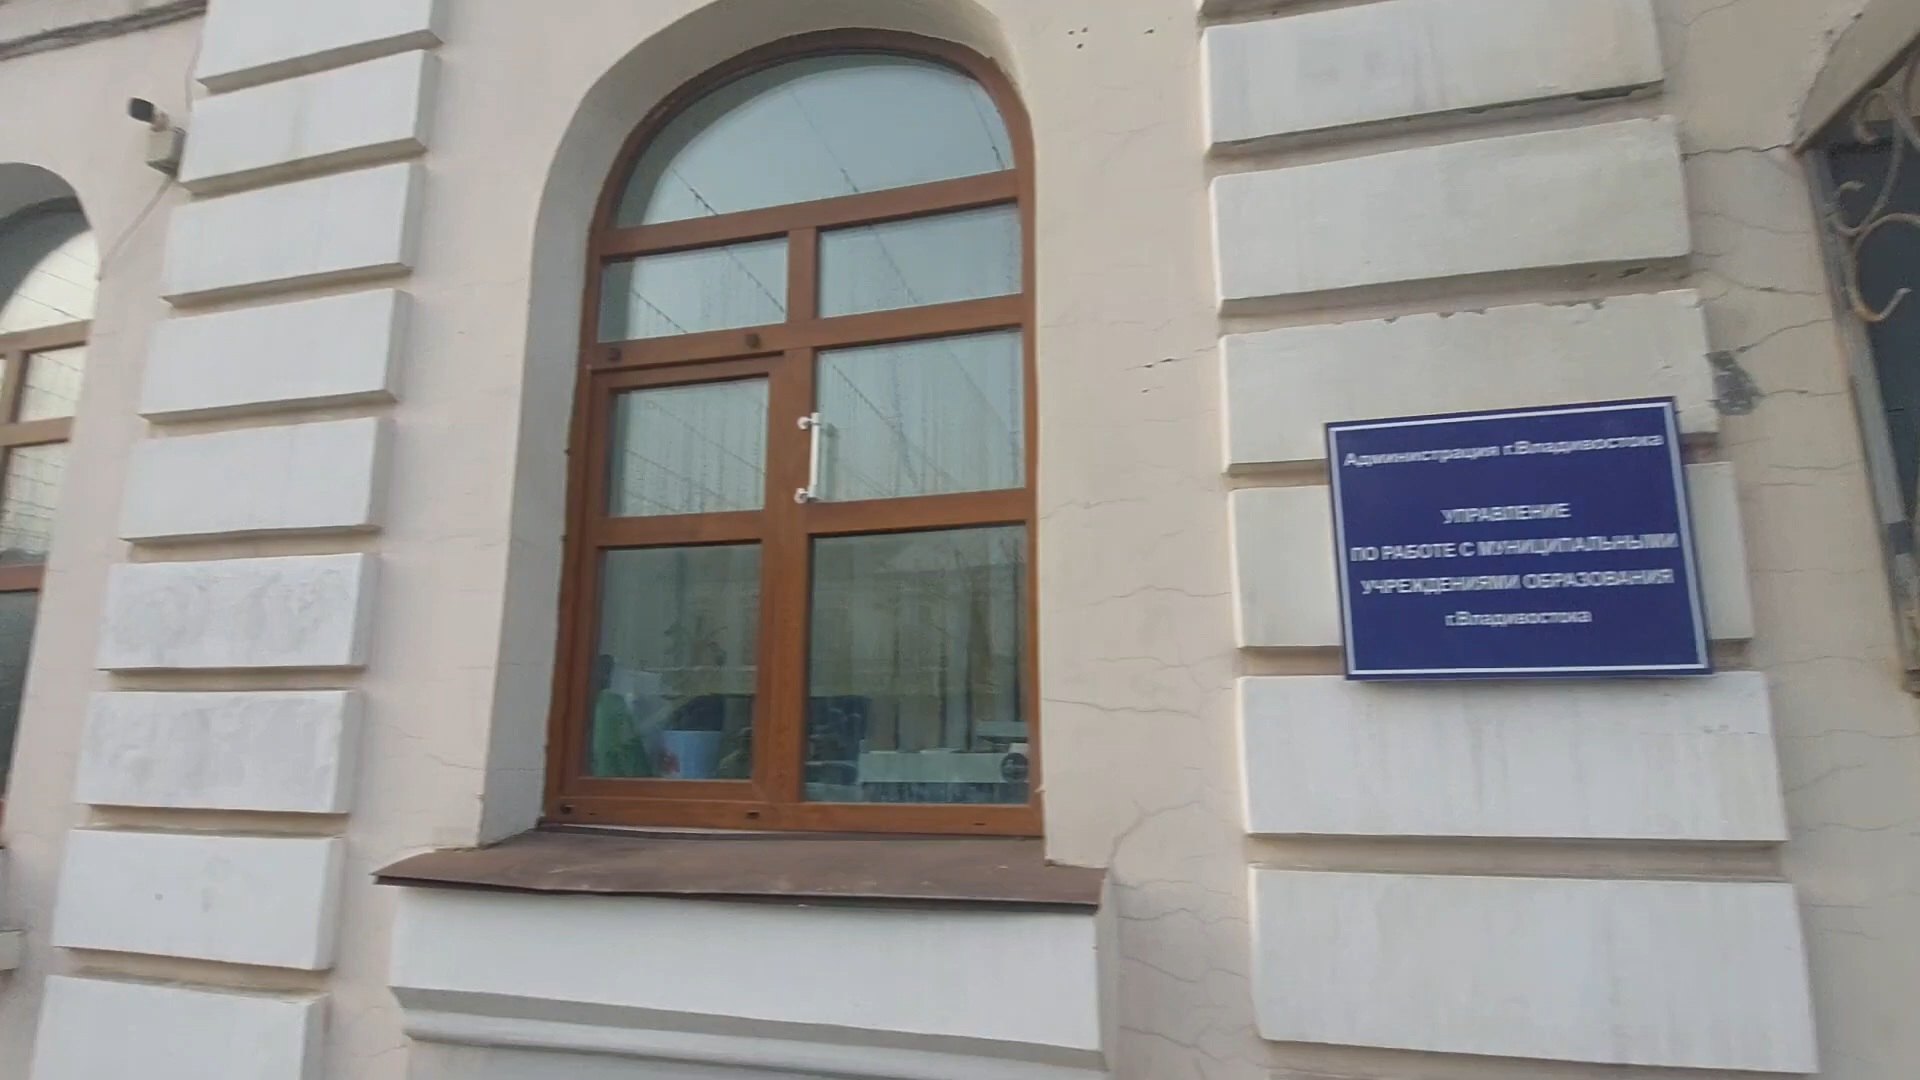 Администрация г.Владивостока
УПРАВЛЕНИЕ
ПО РАБОТЕ С МУНИЦИПАЛЬНЫМИ
УЧРЕЖДЕНИЯМИ ОБРАЗОВАНИЯ
г.Владивостока